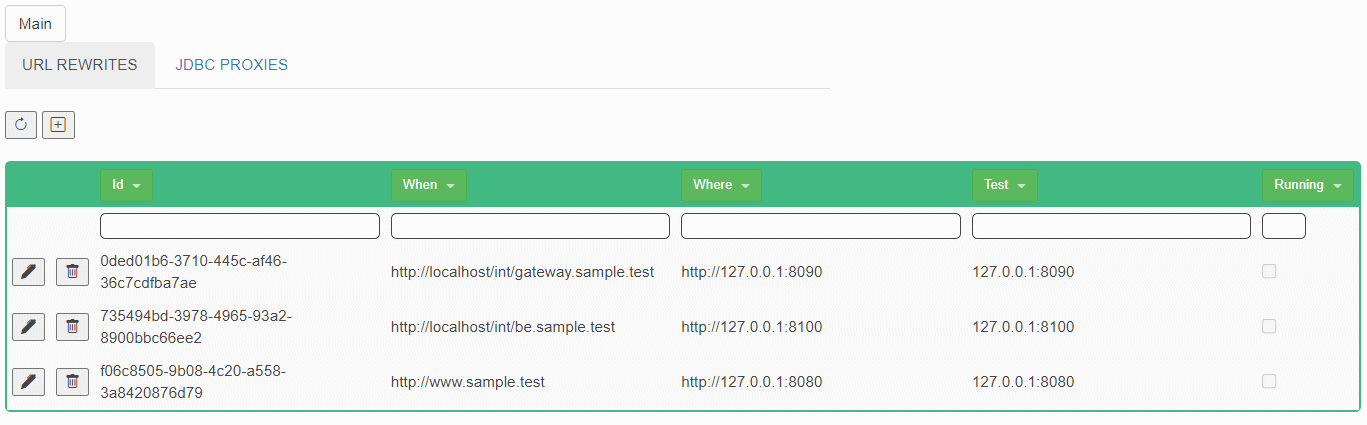 Main
URL REWRITES JDBC PROXIES
Id When Where Test Running
0ded01b6-3710-445c-af46-
36c7cdfba7ae http://localhost/int/gateway.sample.test http://127.0.0.1:8090 127.0.0.1:8090
735494bd-3978-4965-93a2-
8900bbc66ee2 http://localhost/int/be.sample.test http://127.0.0.1:8100 127.0.0.1:8100
f06c8505-9b08-4c20-a558-
3a8420876d79 http://www.sample.test http://127.0.0.1:8080 127.0.0.1:8080